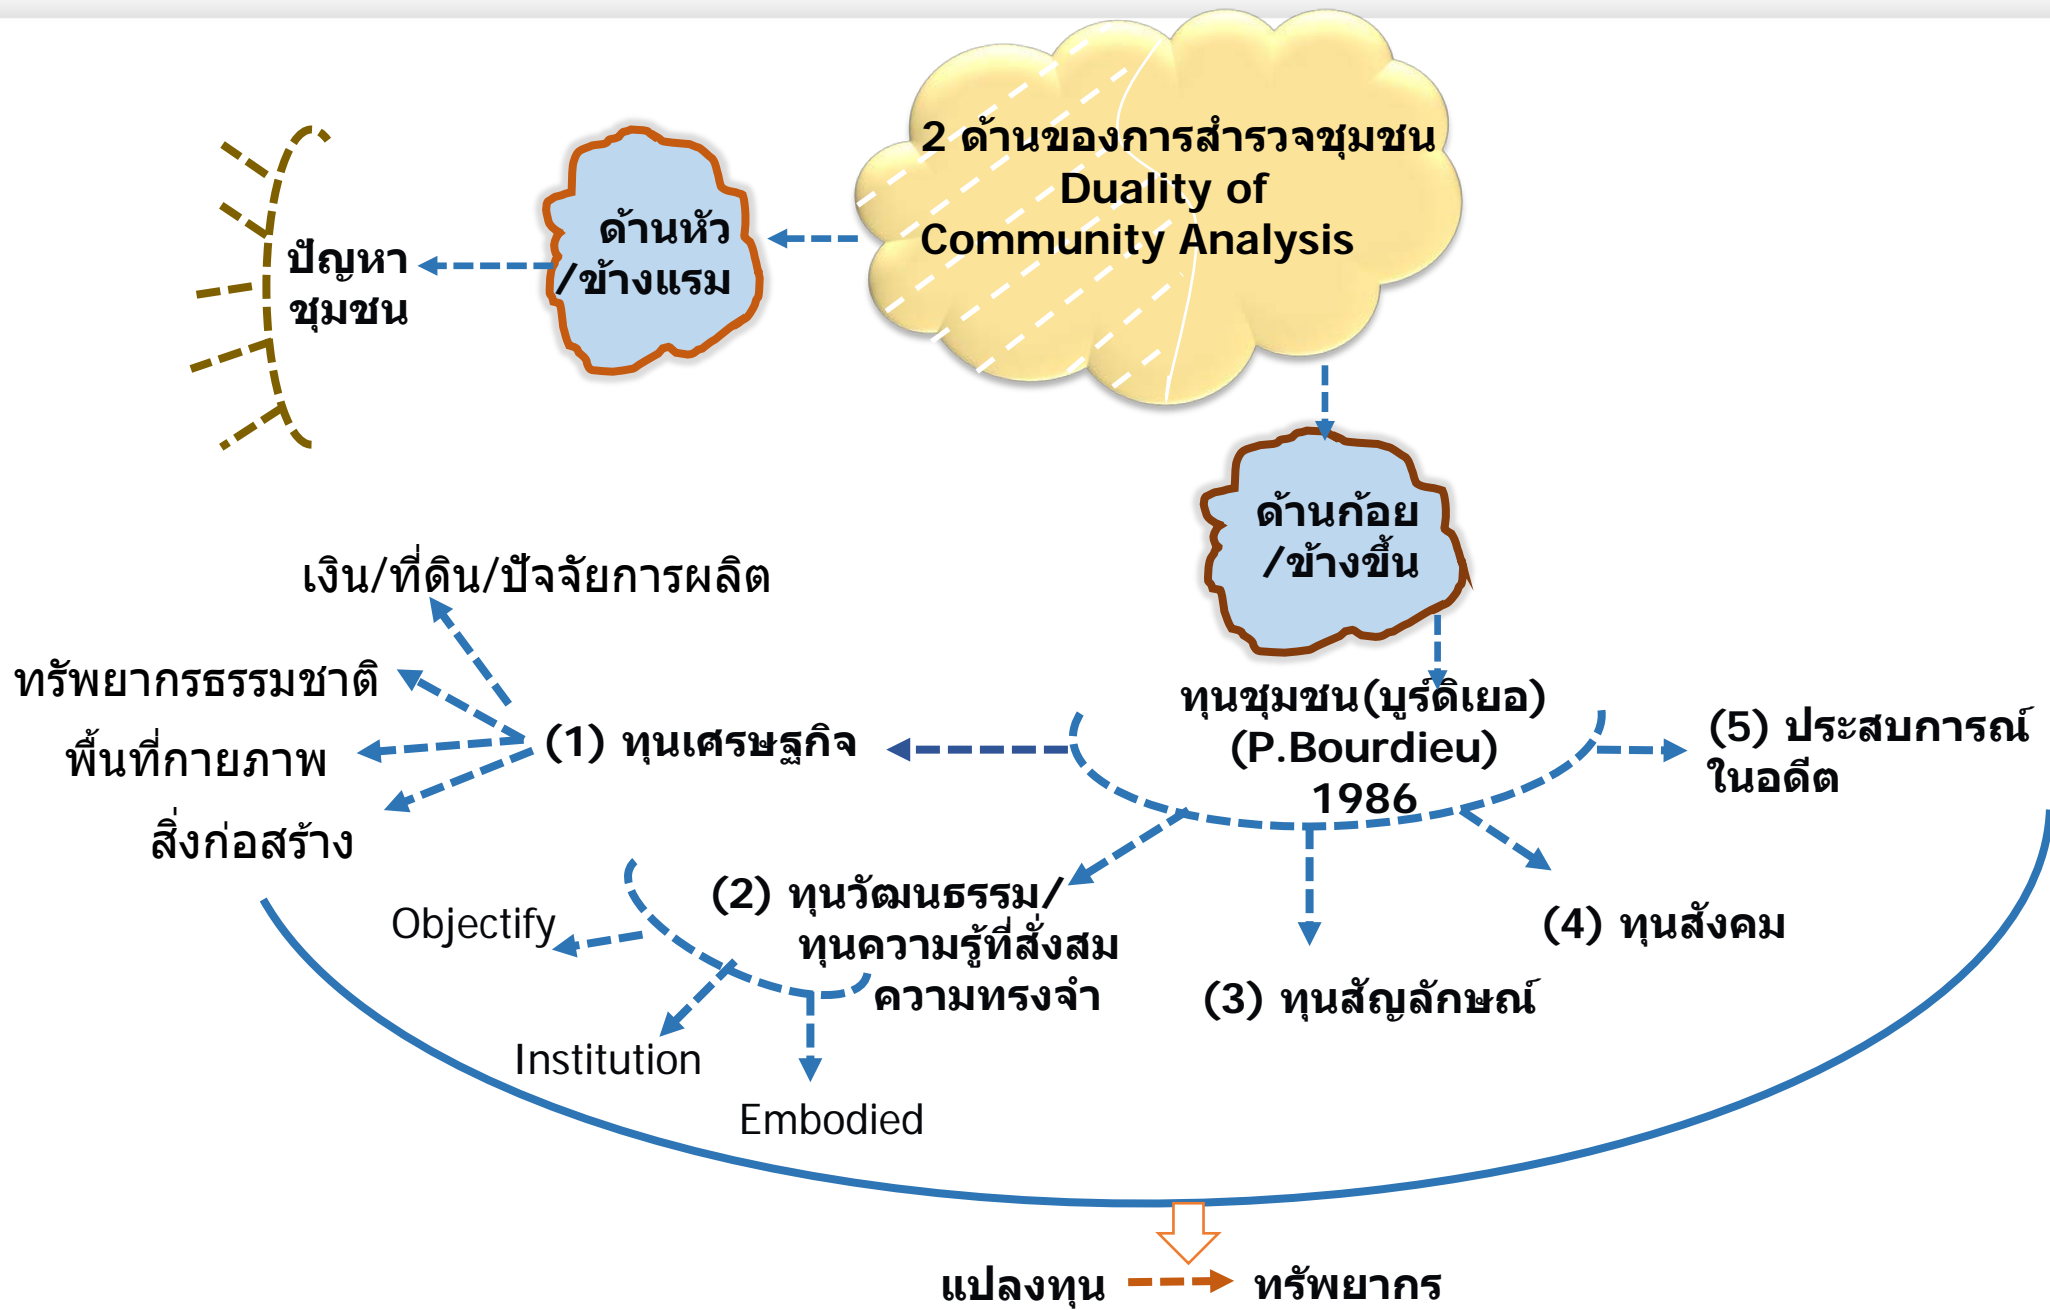 2 ด้านของการสำรวจชุมชน
Duality of
Community Analysis
ด้านหัว
/ข้างแรม
ปัญหา
ชุมชน
ด้านก้อย
/ข้างขึ้น
ทุนชุมชน(บูร์ดิเยอ)
(P.Bourdieu)
1986
(1) ทุนเศรษฐกิจ
เงิน/ที่ดิน/ปัจจัยการผลิต
ทรัพยากรธรรมชาติ
พื้นที่กายภาพ
สิ่งก่อสร้าง
(2) ทุนวัฒนธรรม/
ทุนความรู้ที่สั่งสม
ความทรงจำ
Objectify
Institution
Embodied
(3) ทุนสัญลักษณ์
(4) ทุนสังคม
(5) ประสบการณ์
ในอดีต
แปลงทุน
ทรัพยากร